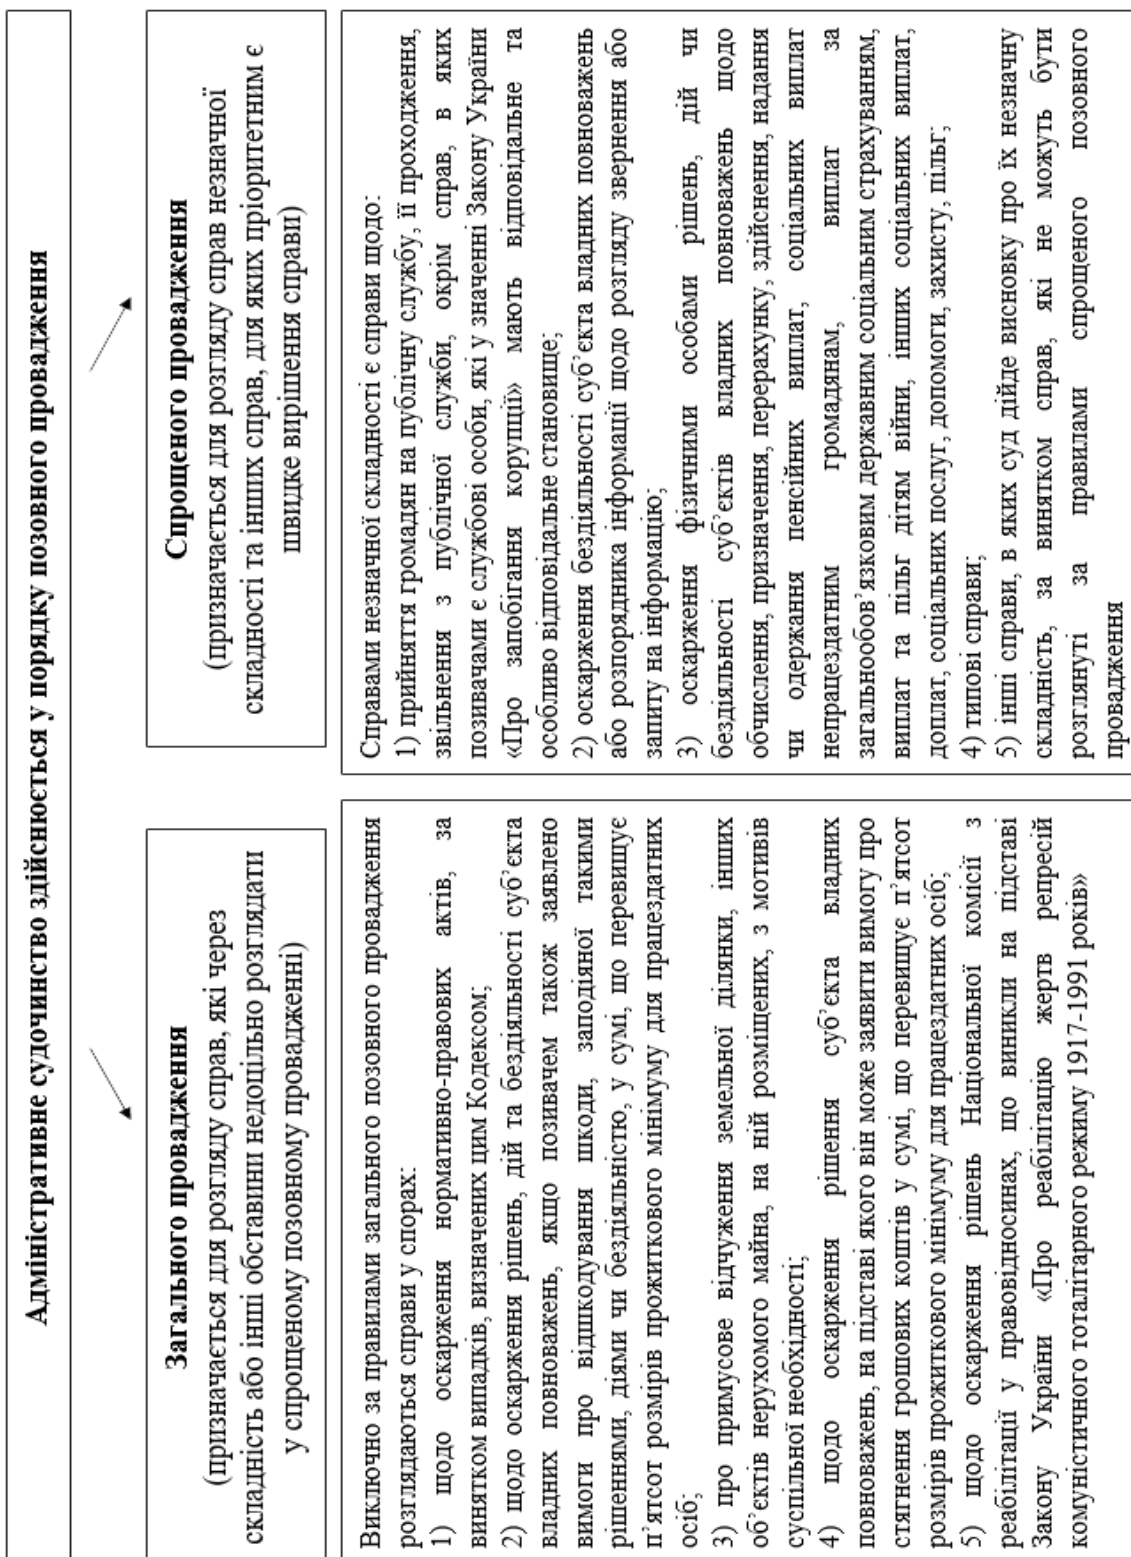 Адміністративне судочинство здійснюється у порядку позовного провадження
Загального провадження
(призначається для розгляду справ, які через
складність або інші обставини недоцільно розглядати
у спрощеному позовному провадженні)
Спрощеного провадження
(призначається для розгляду справ незначної
складності та інших справ, для яких пріоритетним є
швидке вирішення справи)
Виключно за правилами загального позовного провадження
розглядаються справи у спорах:
1) щодо оскарження нормативно-правових актів, за
винятком випадків, визначених цим Кодексом;
2) щодо оскарження рішень, дій та бездіяльності суб’єкта
владних повноважень, якщо позивачем також заявлено
вимоги про відшкодування шкоди, заподіяної такими
рішеннями, діями чи бездіяльністю, у сумі, що перевищує
п’ятсот розмірів прожиткового мінімуму для працездатних
осіб;
3) про примусове відчуження земельної ділянки, інших
об’єктів нерухомого майна, на ній розміщених, з мотивів
суспільної необхідності;
4) щодо оскарження рішення суб’єкта владних
повноважень, на підставі якого він може заявити вимогу про
стягнення грошових коштів у сумі, що перевищує п’ятсот
розмірів прожиткового мінімуму для працездатних осіб;
5) щодо оскарження рішень Національної комісії з
реабілітації у правовідносинах, що виникли на підставі
Закону України «Про реабілітацію жертв репресій
комуністичного тоталітарного режиму 1917-1991 років»
Справами незначної складності є справи щодо:
1) прийняття громадян на публічну службу, її проходження,
звільнення з публічної служби, окрім справ, в яких
позивачами є службові особи, які у значенні Закону України
«Про запобігання корупції» мають відповідальне та
особливо відповідальне становище;
2) оскарження бездіяльності суб’єкта владних повноважень
або розпорядника інформації щодо розгляду звернення або
запиту на інформацію;
3) оскарження фізичними особами рішень, дій чи
бездіяльності суб’єктів владних повноважень щодо
обчислення, призначення, перерахунку, здійснення, надання
чи одержання пенсійних виплат, соціальних виплат
непрацездатним громадянам, виплат за
загальнообов’язковим державним соціальним страхуванням,
виплат та пільг дітям війни, інших соціальних виплат,
доплат, соціальних послуг, допомоги, захисту, пільг;
4) типові справи;
5) інші справи, в яких суд дійде висновку про їх незначну
складність, за винятком справ, які не можуть бути
розглянуті за правилами спрощеного позовного
провадження